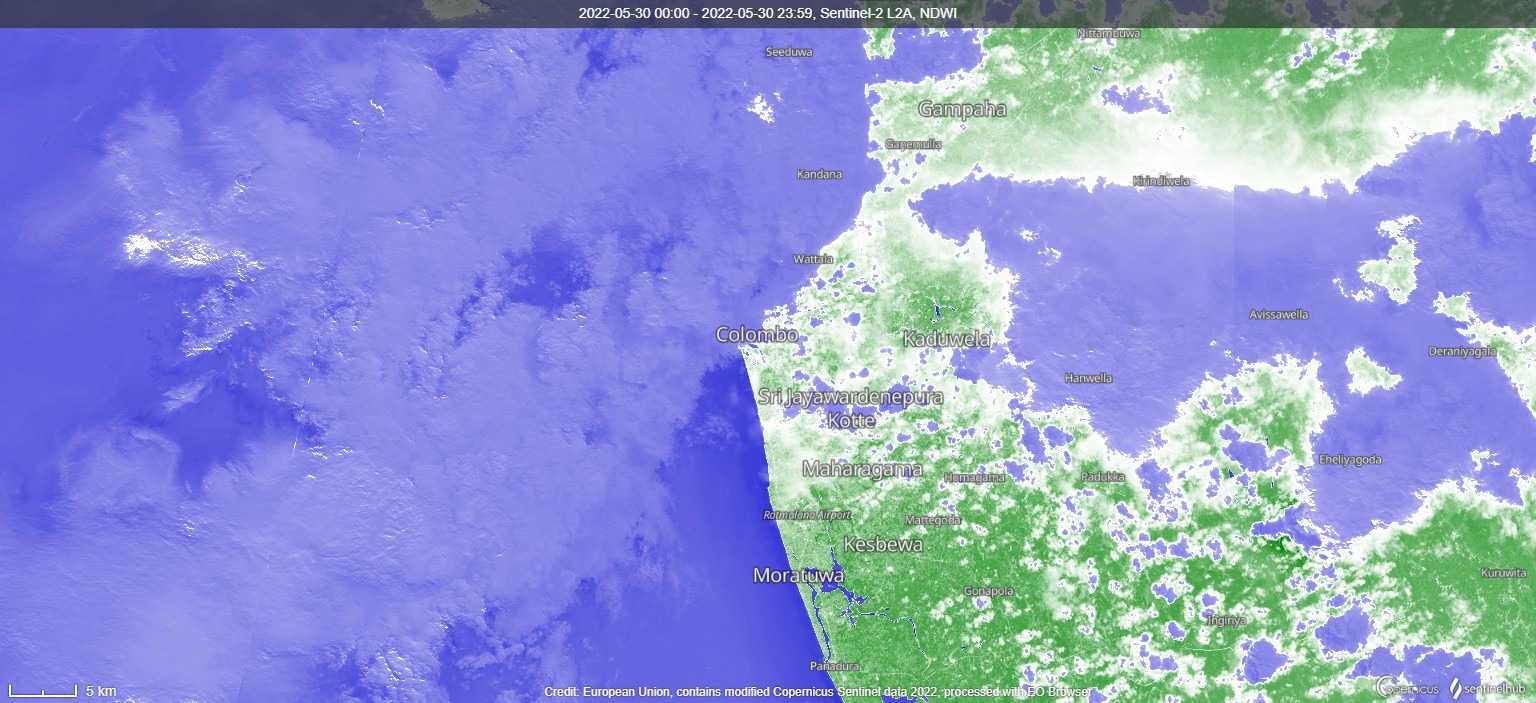 2022-05-30 00:00 - 2022-05-30 23:59, Sentinel-2 L2A, NDWI
Nittambuwa
Seeduwa
Gampaha
Ganemulla
Kandana
Kirindiwela
Wattala
Avissawella
Colombo
Kaduwela
Deraniyagala
Hanwella
Sri Jayawardenepura
Kotte
Eheliyagoda
Maharagama
Homagama
Padukka
Ratmalana Airport
Mattegoda
Kesbewa
Moratuwa
Kuruwita
Gonapola
Ingiriya
Panadura
5 km
Credit: European Union, contains modified Copernicus Sentinel data 2022, processed with EO Browser
opernicus
sentinelhub